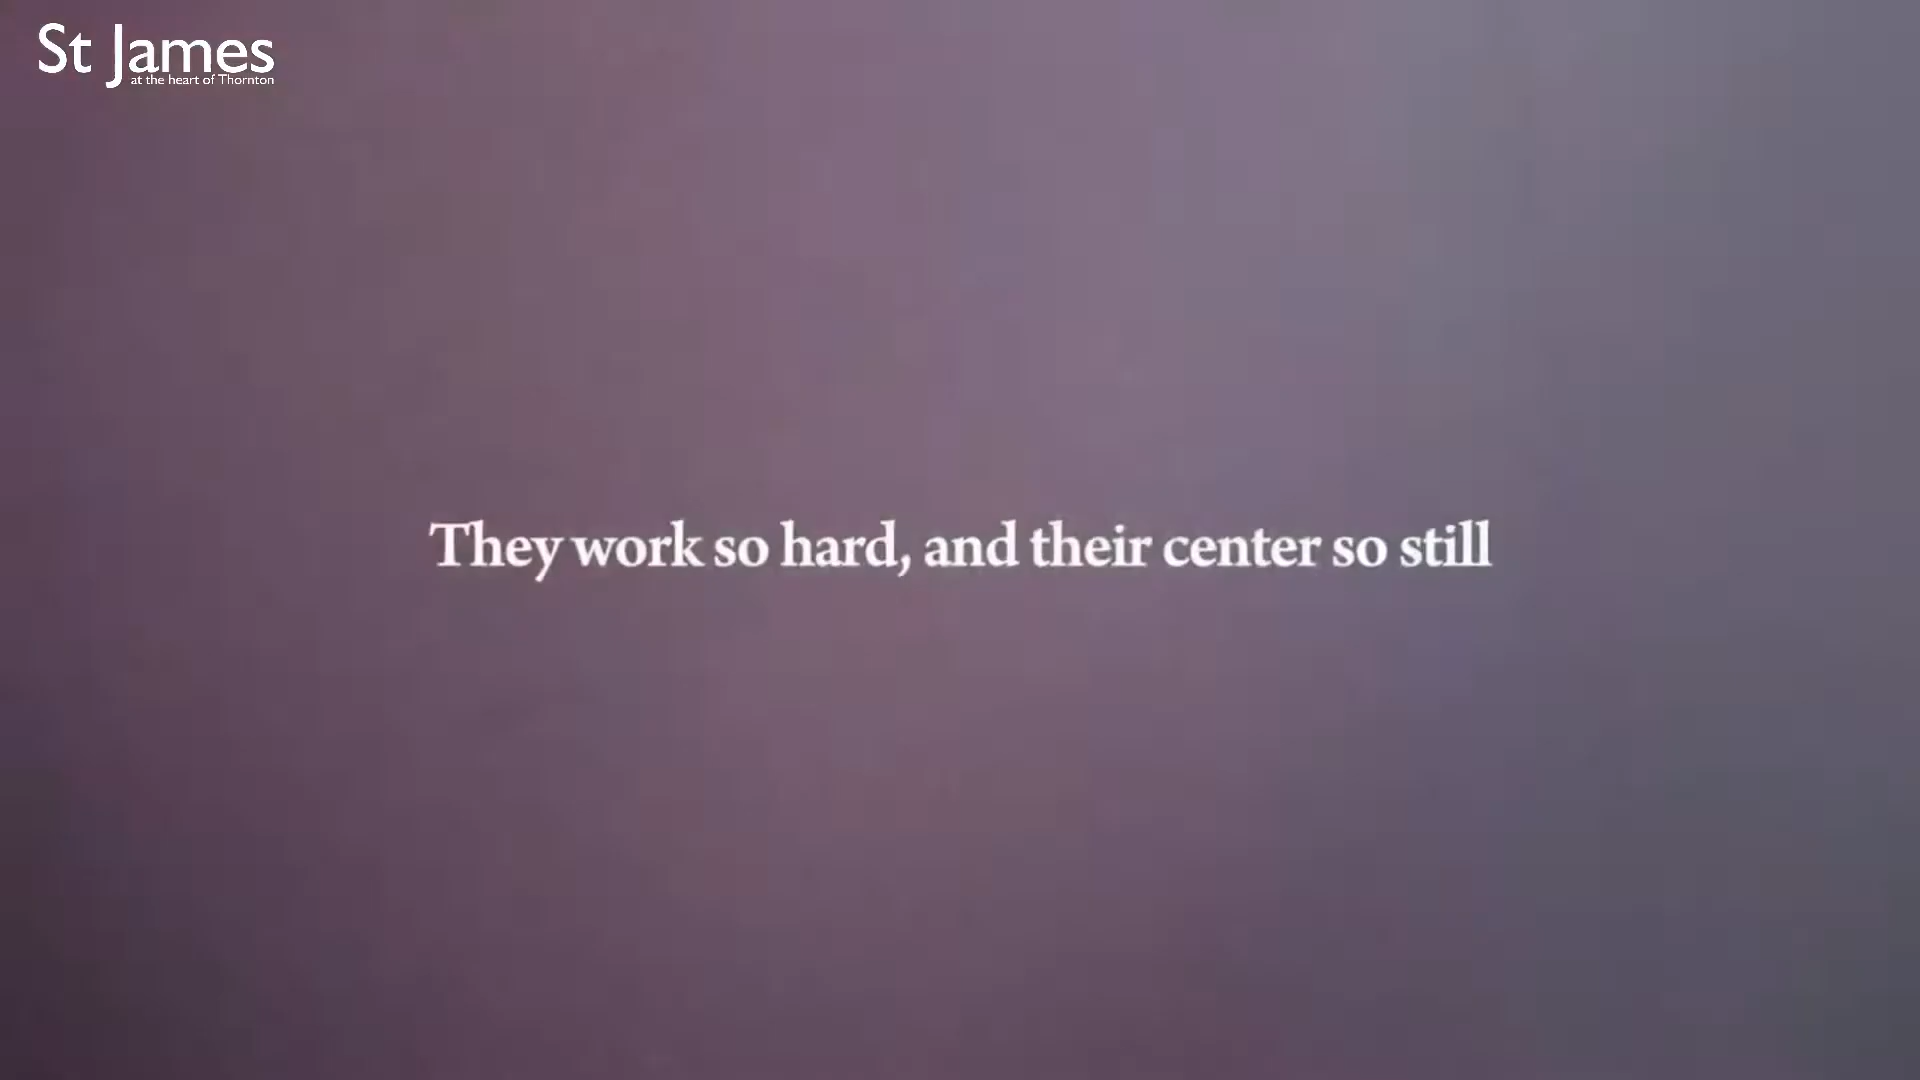 St James
at the heart of Thornton
They work so hard, and their center so still